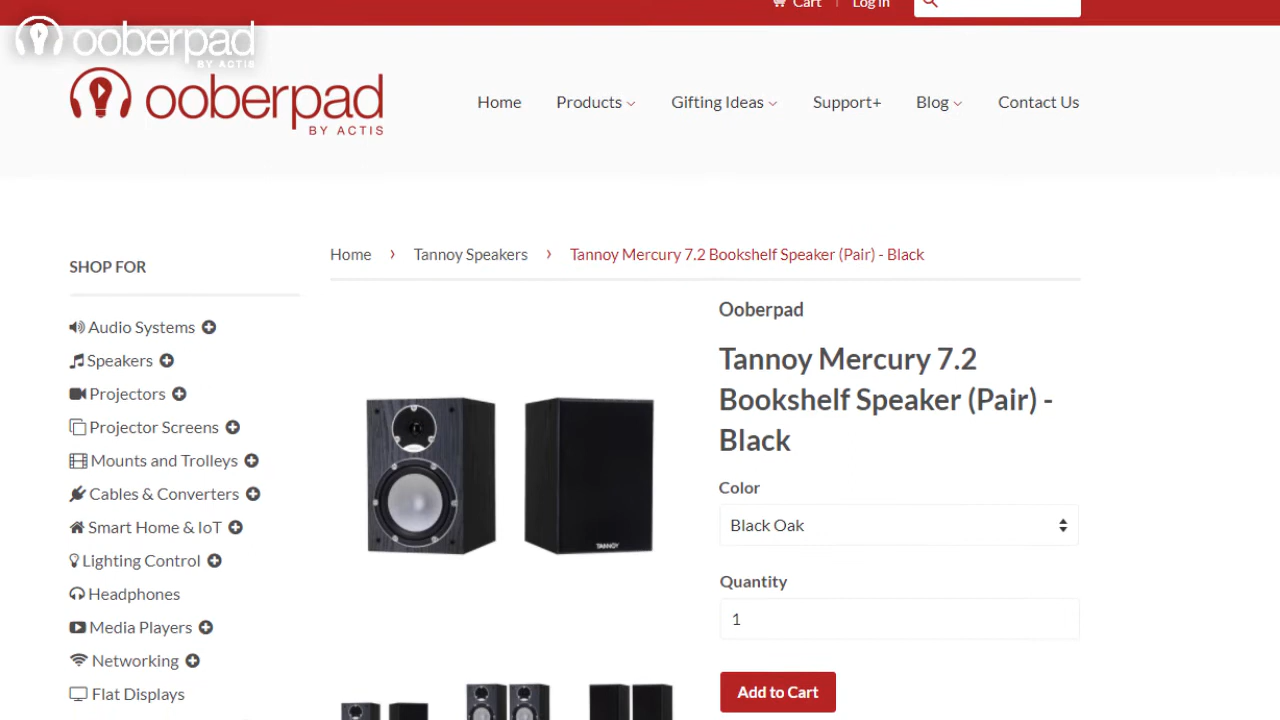 Cart | Log in
ooberpad
BY ACTIS
ooberpad
BY ACTIS
Home Products Gifting Ideas Support+ Blog Contact Us
SHOP FOR
Home › Tannoy Speakers › Tannoy Mercury 7.2 Bookshelf Speaker (Pair) - Black
Audio Systems
Speakers
Projectors
Projector Screens
Mounts and Trolleys
Cables & Converters
Smart Home & IoT
Lighting Control
Headphones
Media Players
Networking
Flat Displays
TANNOY
Ooberpad
Tannoy Mercury 7.2
Bookshelf Speaker (Pair) -
Black
Color
Black Oak
Quantity
1
Add to Cart